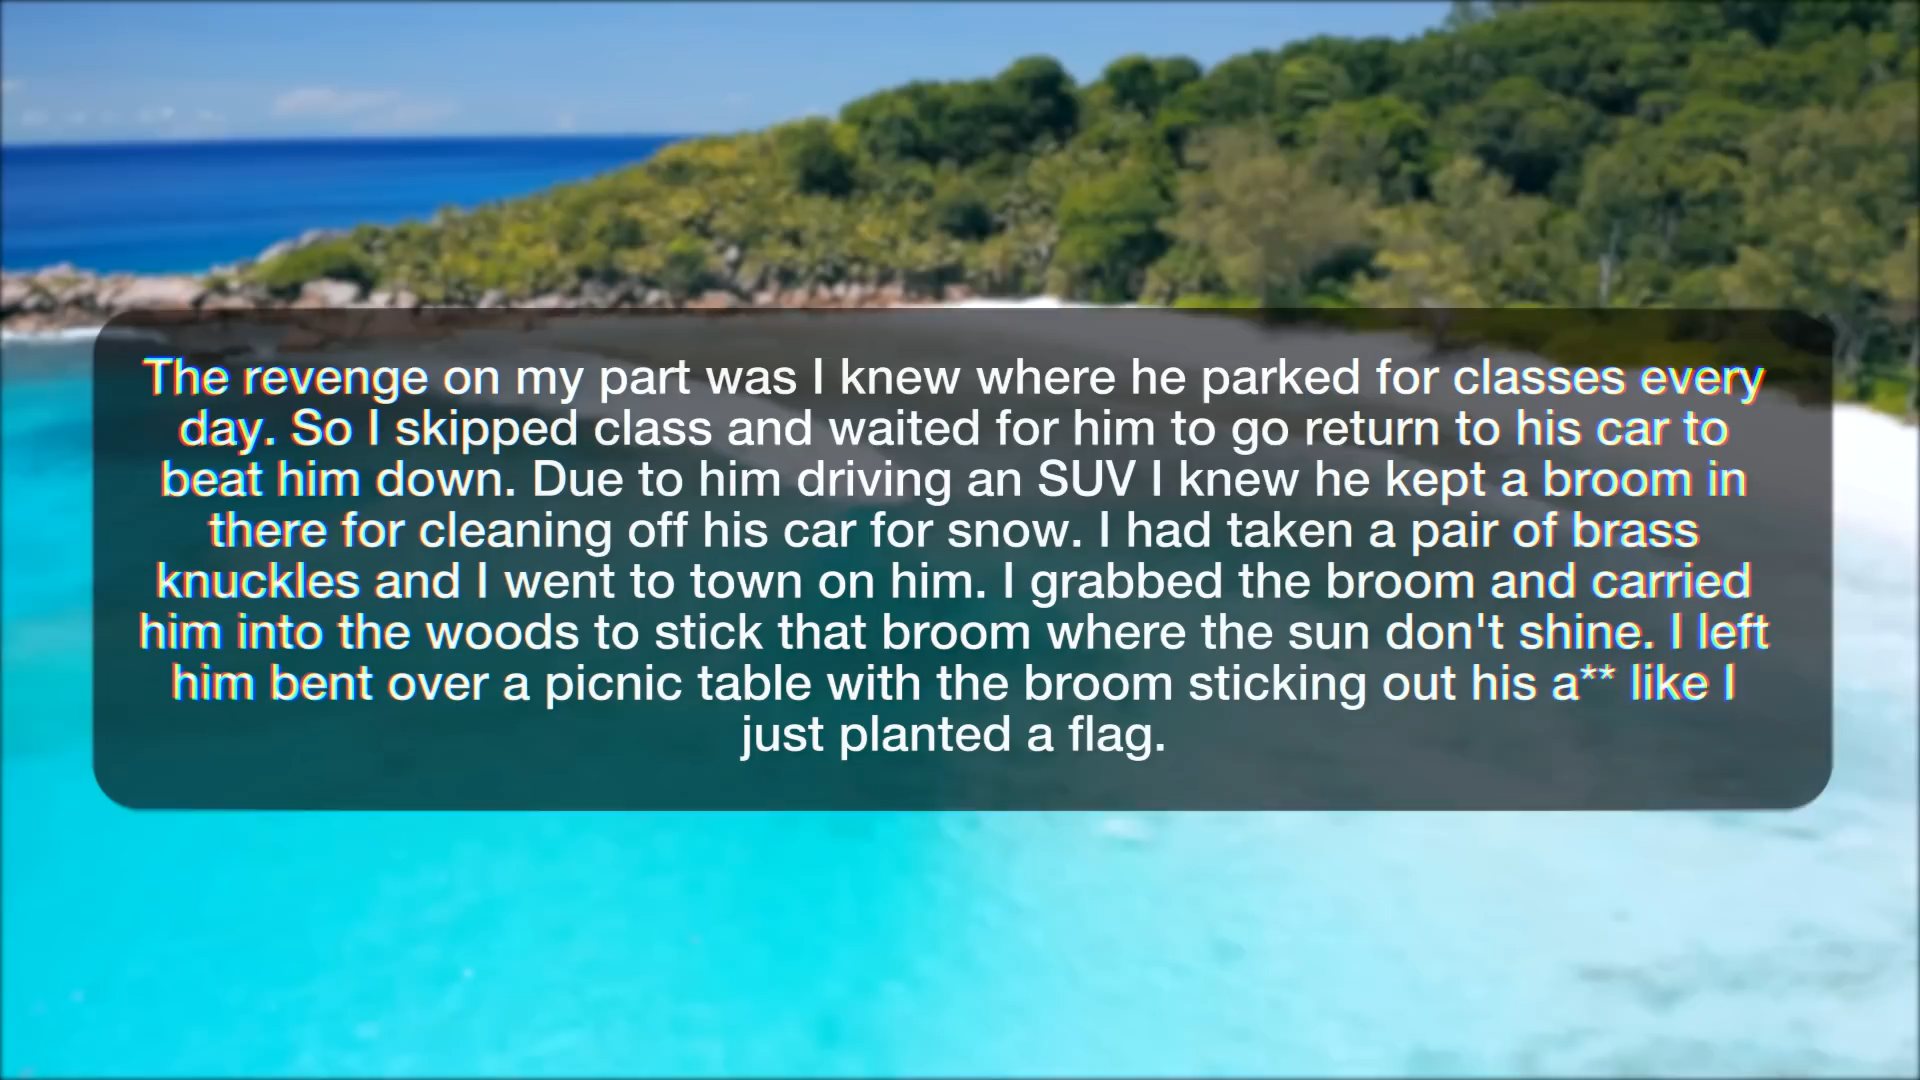 The revenge on my part was I knew where he parked for classes every
day. So I skipped class and waited for him to go return to his car to
beat him down. Due to him driving an SUV I knew he kept a broom in
there for cleaning off his car for snow. I had taken a pair of brass
knuckles and I went to town on him. I grabbed the broom and carried
him into the woods to stick that broom where the sun don't shine. I left
him bent over a picnic table with the broom sticking out his a** like I
just planted a flag.